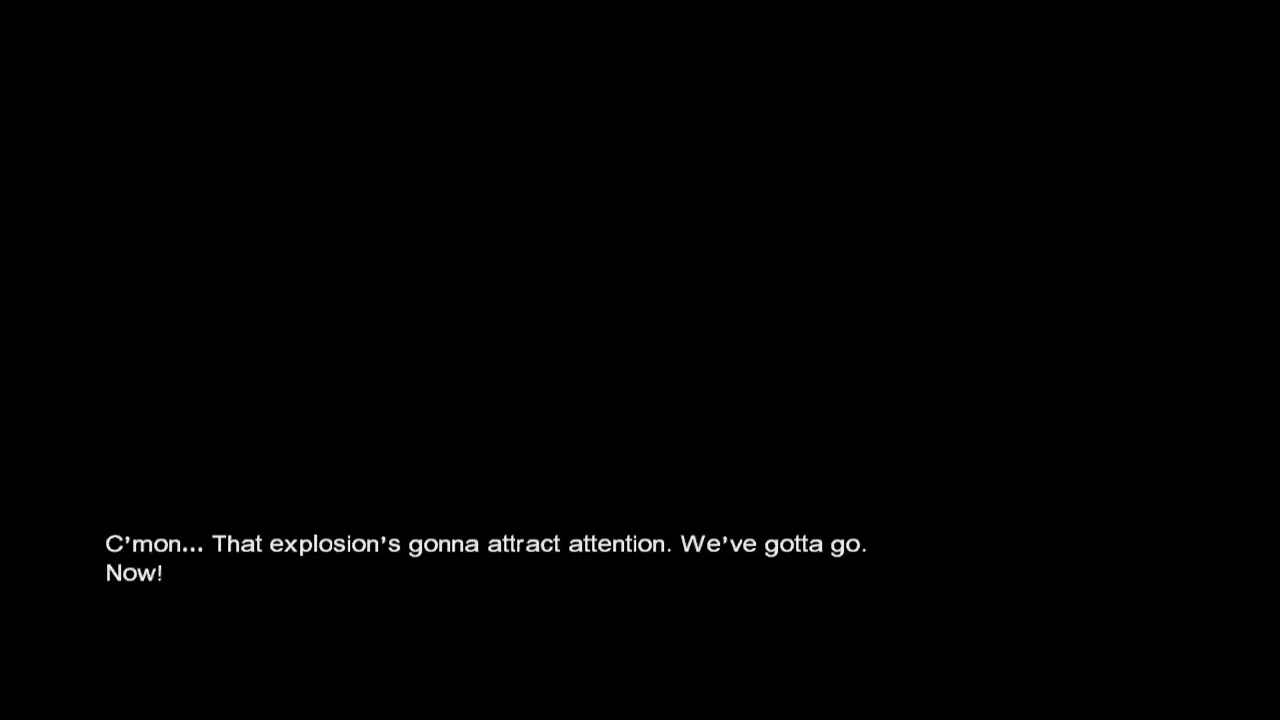 C’mon... That explosion’s gonna attract attention. We’ve gotta go.
Now!